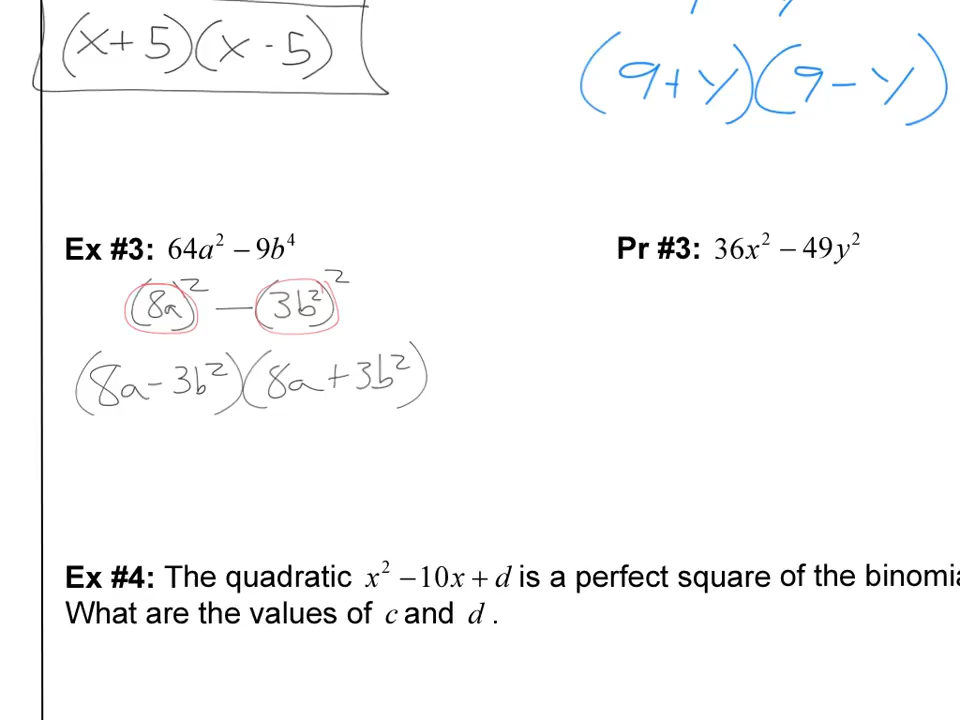 (x+5)(x-5)
(9+y)(9-y)
Ex #3: 64a² − 9b⁴
Pr #3: 36x² − 49y²
(8a)² − (3b²)²
(8a-3b²)(8a+3b²)
Ex #4: The quadratic x² −10x + d is a perfect square of the
What are the values of c and d .